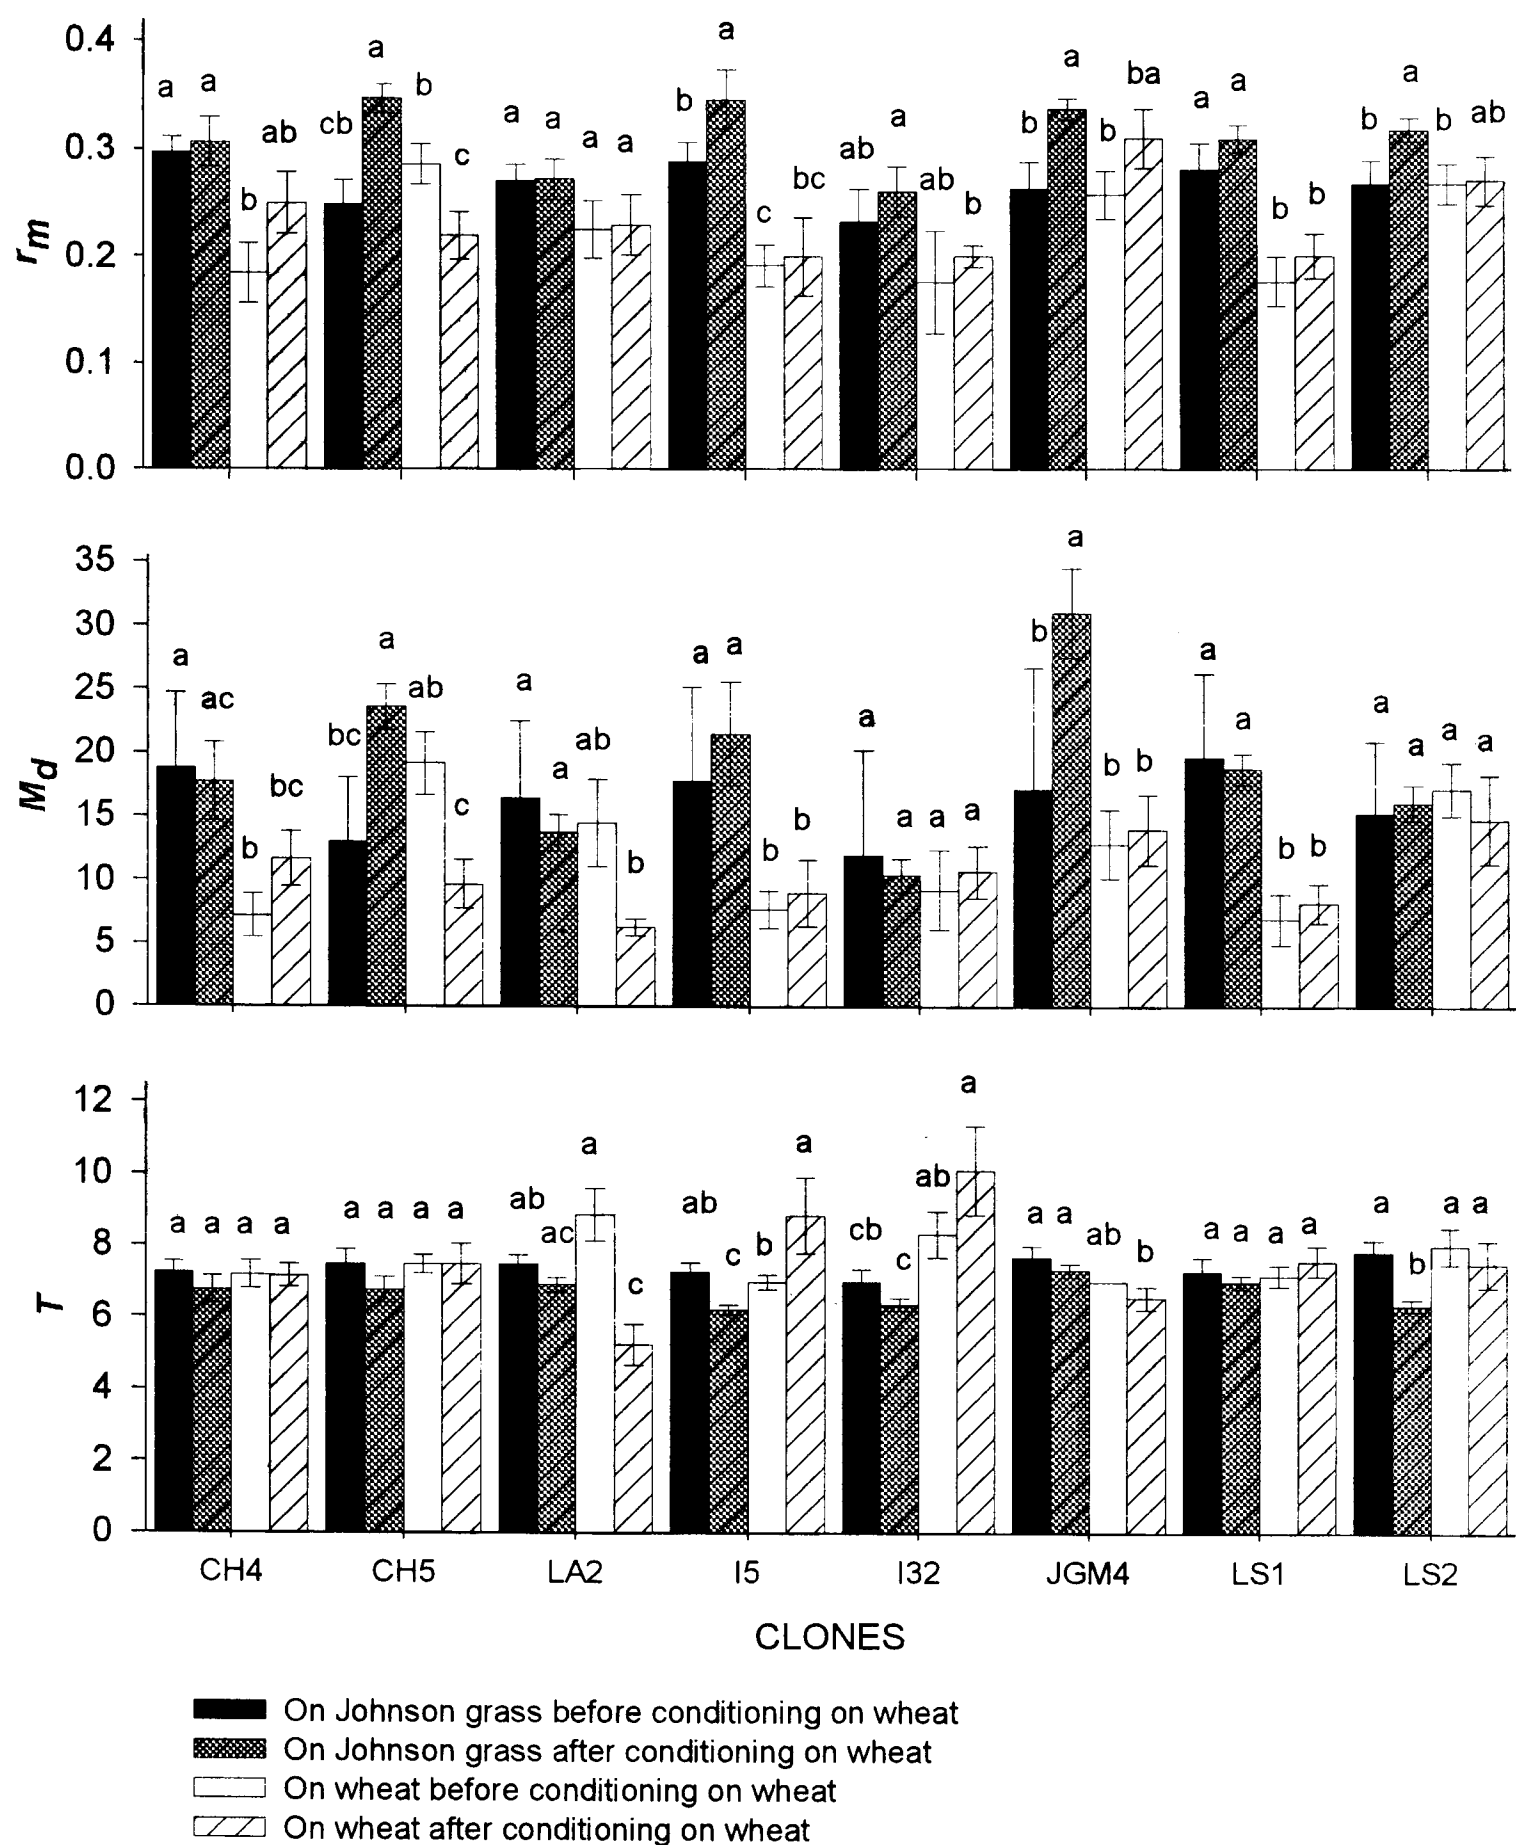 0.4
0.3
0.2
0.1
0.0
rm
a a b ab
cb a b c
a a a a
b a c bc
ab a ab b
b a b ba
a a b b
b a b ab
35
30
25
20
15
10
5
0
Md
a ac b bc
bc a ab c
a a ab b
a a b b
a a a a
b a b b
a a b b
a a a a
12
10
8
6
4
2
0
T
a a a a
a a a a
ab ac a c
ab c b a
cb c ab a
a a ab b
a a a a
a b a a
CH4 CH5 LA2 I5 I32 JGM4 LS1 LS2
CLONES
On Johnson grass before conditioning on wheat
On Johnson grass after conditioning on wheat
On wheat before conditioning on wheat
On wheat after conditioning on wheat